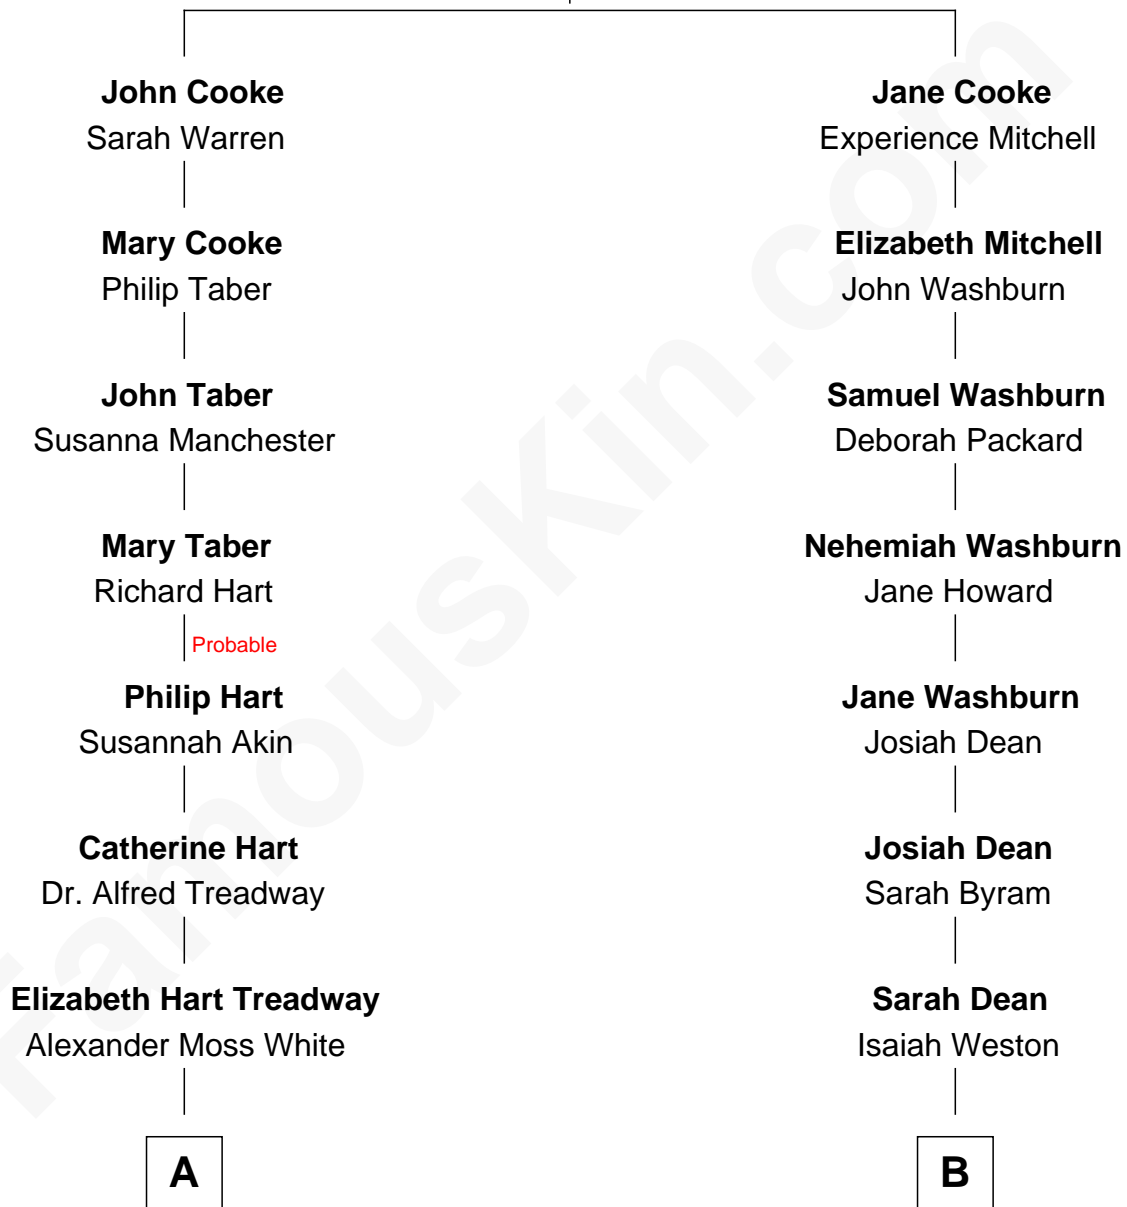 John Cooke
Sarah Warren
Mary Cooke
Philip Taber
John Taber
Susanna Manchester
Mary Taber
Richard Hart
Probable
Philip Hart
Susannah Akin
Catherine Hart
Dr. Alfred Treadway
Elizabeth Hart Treadway
Alexander Moss White
A
Jane Cooke
Experience Mitchell
Elizabeth Mitchell
John Washburn
Samuel Washburn
Deborah Packard
Nehemiah Washburn
Jane Howard
Jane Washburn
Josiah Dean
Josiah Dean
Sarah Byram
Sarah Dean
Isaiah Weston
B
FamousKin.com